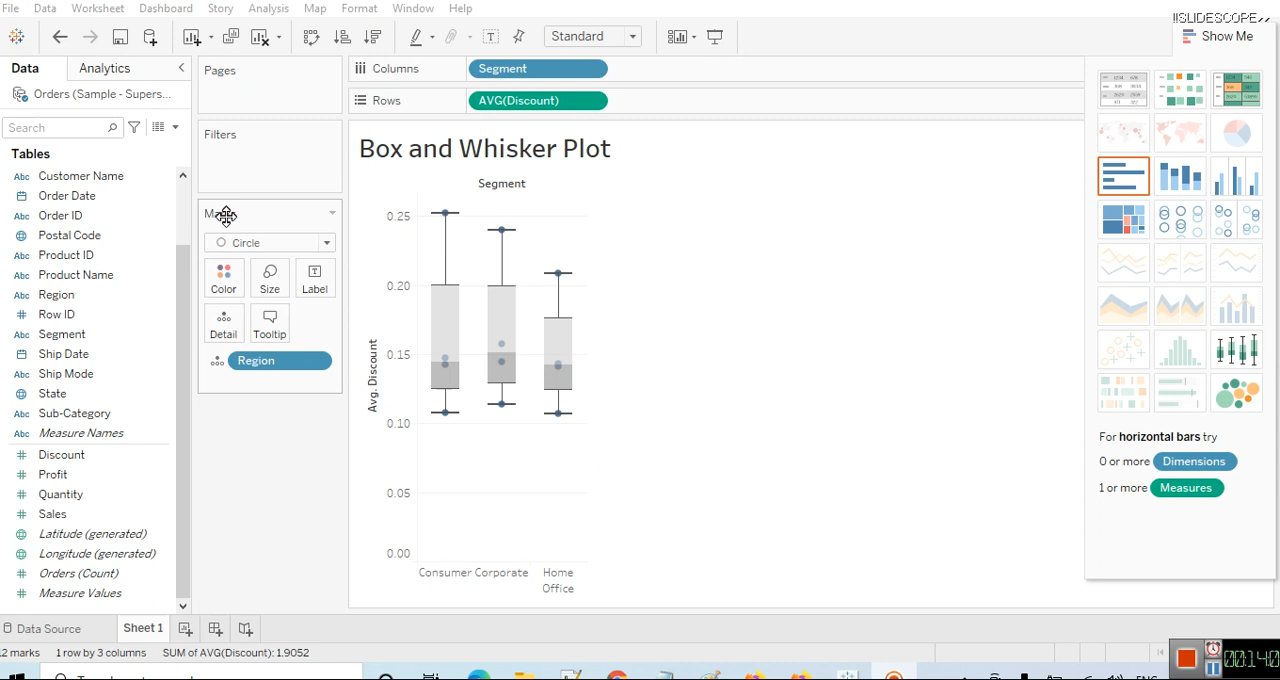 File Data Worksheet Dashboard Story Analysis Map Format Window Help
!!SLIDESCOPE
Standard
Show Me
Data Analytics
Pages
Columns Segment
Orders (Sample - Supers...
Rows AVG(Discount)
Search
Filters
Tables
Box and Whisker Plot
Customer Name
Order Date
Order ID
Postal Code
Product ID
Product Name
Region
Row ID
Segment
Ship Date
Ship Mode
State
Sub-Category
Measure Names
Discount
Profit
Quantity
Sales
Latitude (generated)
Longitude (generated)
Orders (Count)
Measure Values
Circle
Color Size Label
Detail Tooltip
Region
Segment
0.25
0.20
0.15
0.10
0.05
0.00
Avg. Discount
Consumer Corporate Home
Office
For horizontal bars try
0 or more Dimensions
1 or more Measures
Data Source Sheet 1
2 marks 1 row by 3 columns SUM of AVG(Discount): 1.9052
00:1:40